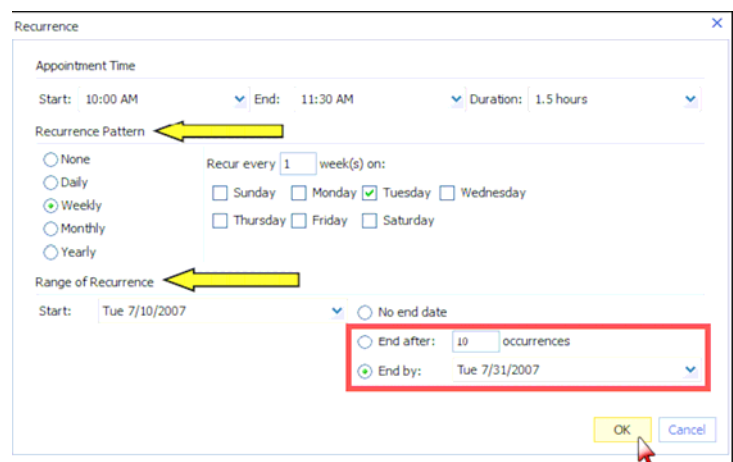 Recurrence
Appointment Time
Start: 10:00 AM End: 11:30 AM Duration: 1.5 hours
Recurrence Pattern
None
Recur every 1 week(s) on:
Daily
Sunday Monday Tuesday Wednesday
Weekly
Thursday Friday Saturday
Monthly
Yearly
Range of Recurrence
Start: Tue 7/10/2007 No end date
End after: 10 occurrences
End by: Tue 7/31/2007
OK Cancel